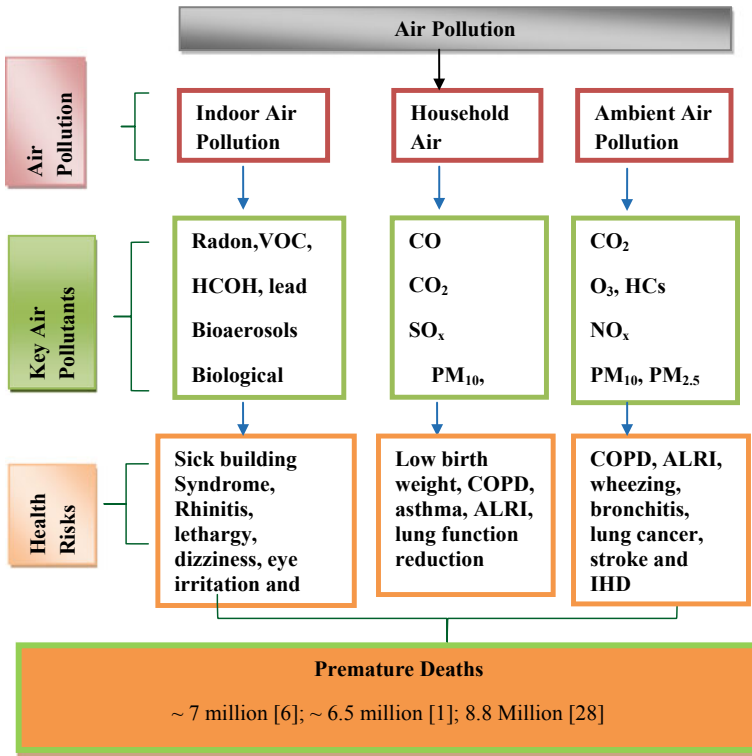 Air Pollution
Air
Pollution
Indoor Air
Pollution
Household
Air
Ambient Air
Pollution
Key Air
Pollutants
Radon,VOC,
HCOH, lead
Bioaerosols
Biological
CO
CO₂
SOₓ
PM₁₀,
CO₂
O₃, HCs
NOₓ
PM₁₀, PM₂.₅
Health
Risks
Sick building
Syndrome,
Rhinitis,
lethargy,
dizziness, eye
irritation and
Low birth
weight, COPD,
asthma, ALRI,
lung function
reduction
COPD, ALRI,
wheezing,
bronchitis,
lung cancer,
stroke and
IHD
Premature Deaths
~ 7 million [6]; ~ 6.5 million [1]; 8.8 Million [28]